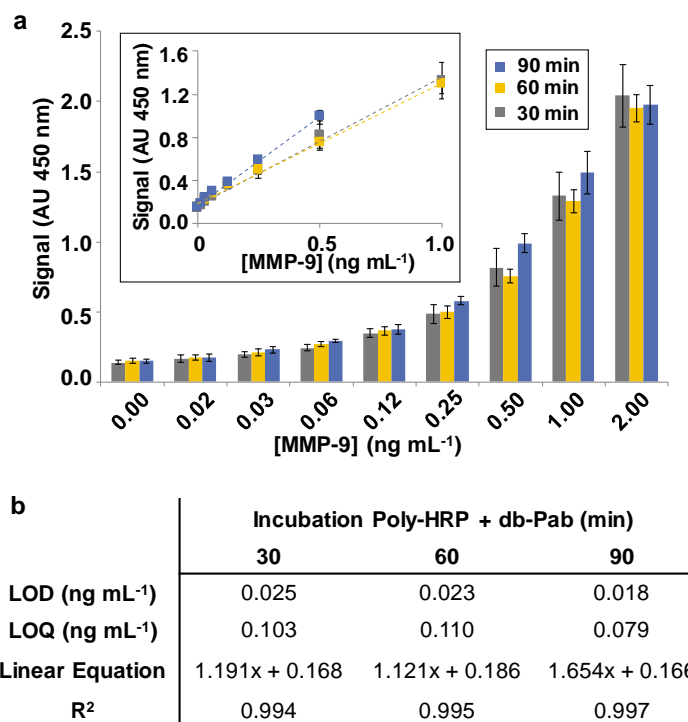 a
2.5
2.0
1.5
1.0
0.5
0.0
Signal (AU 450 nm)
1.6
1.2
0.8
0.4
0.0
Signal (AU 450 nm)
0 0.5 1.0
[MMP-9] (ng mL⁻¹)
90 min
60 min
30 min
0.00 0.02 0.03 0.06 0.12 0.25 0.50 1.00 2.00
[MMP-9] (ng mL⁻¹)
b
Incubation Poly-HRP + db-Pab (min)
30 60 90
LOD (ng mL⁻¹) 0.025 0.023 0.018
LOQ (ng mL⁻¹) 0.103 0.110 0.079
Linear Equation 1.191x + 0.168 1.121x + 0.186 1.654x + 0.166
R² 0.994 0.995 0.997